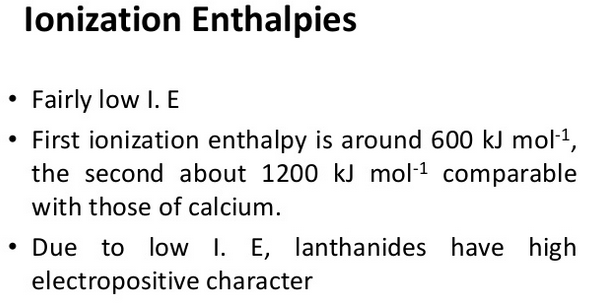 Ionization Enthalpies
• Fairly low I. E
• First ionization enthalpy is around 600 kJ mol⁻¹,
the second about 1200 kJ mol⁻¹ comparable
with those of calcium.
• Due to low I. E, lanthanides have high
electropositive character